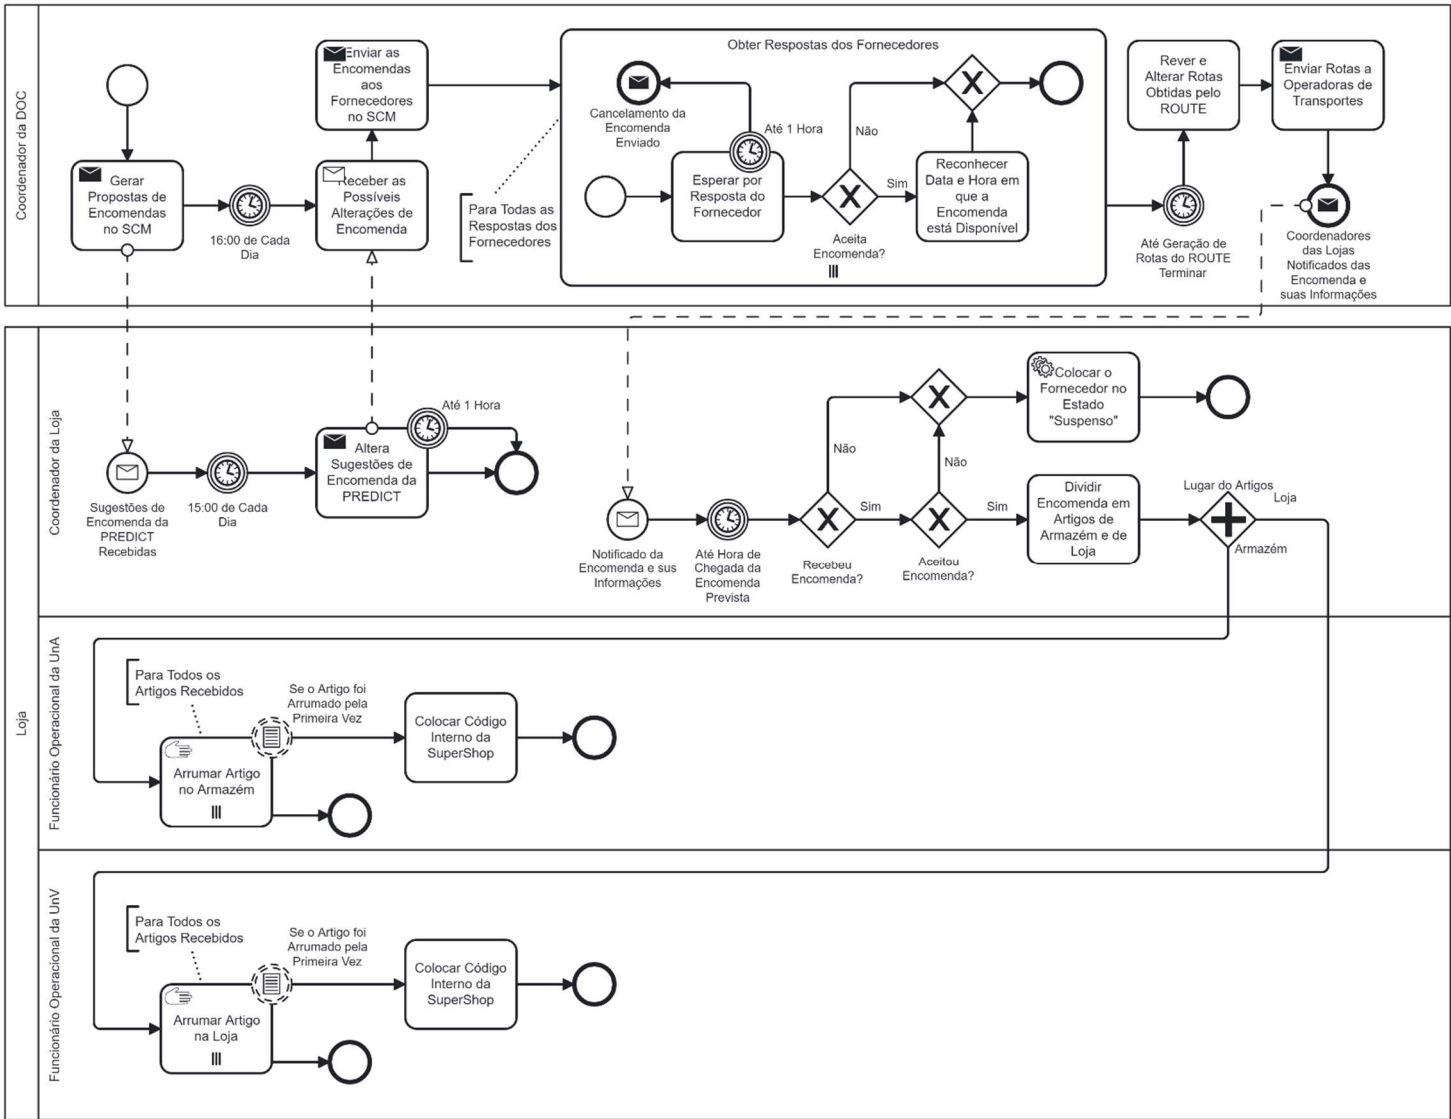 Coordenador da DOC
Gerar
Propostas de
Encomendas
no SCM
16:00 de Cada
Dia
Enviar as
Encomendas
aos
Fornecedores
no SCM
Receber as
Possíveis
Alterações de
Encomenda
Para Todas as
Respostas dos
Fornecedores
Obter Respostas dos Fornecedores
Cancelamento da
Encomenda
Enviado
Até 1 Hora
Esperar por
Resposta do
Fornecedor
Não
Sim
Aceita
Encomenda?
Reconhecer
Data e Hora em
que a
Encomenda
está Disponível
Rever e
Alterar Rotas
Obtidas pelo
ROUTE
Até Geração de
Rotas do ROUTE
Terminar
Enviar Rotas a
Operadoras de
Transportes
Coordenadores
das Lojas
Notificados das
Encomenda e
suas Informações
Loja
Coordenador da Loja
Sugestões de
Encomenda da
PREDICT
Recebidas
15:00 de Cada
Dia
Altera
Sugestões de
Encomenda da
PREDICT
Até 1 Hora
Notificado da
Encomenda e sus
Informações
Até Hora de
Chegada da
Encomenda
Prevista
Não
Sim
Recebeu
Encomenda?
Não
Sim
Aceitou
Encomenda?
Colocar o
Fornecedor no
Estado
"Suspenso"
Dividir
Encomenda em
Artigos de
Armazém e de
Loja
Lugar do Artigos
Loja
Armazém
Funcionário Operacional da UnA
Para Todos os
Artigos Recebidos
Se o Artigo foi
Arrumado pela
Primeira Vez
Arrumar Artigo
no Armazém
Colocar Código
Interno da
SuperShop
Funcionário Operacional da UnV
Para Todos os
Artigos Recebidos
Se o Artigo foi
Arrumado pela
Primeira Vez
Arrumar Artigo
na Loja
Colocar Código
Interno da
SuperShop